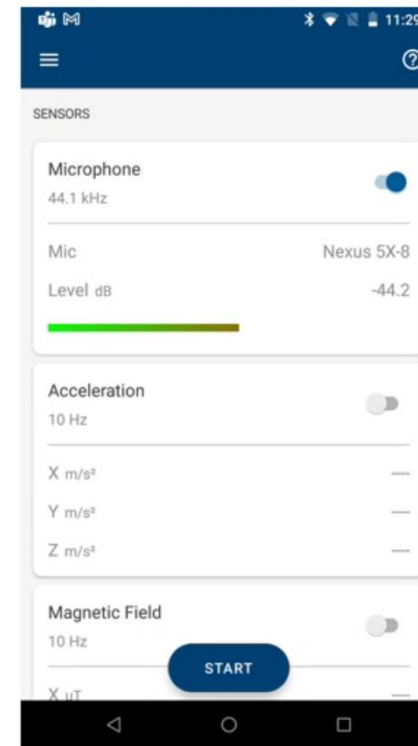 11:29
SENSORS
Microphone
44.1 kHz
Mic Nexus 5X-8
Level dB -44.2
Acceleration
10 Hz
X m/s² ----
Y m/s² ----
Z m/s² ----
Magnetic Field
10 Hz
START
X µT ----